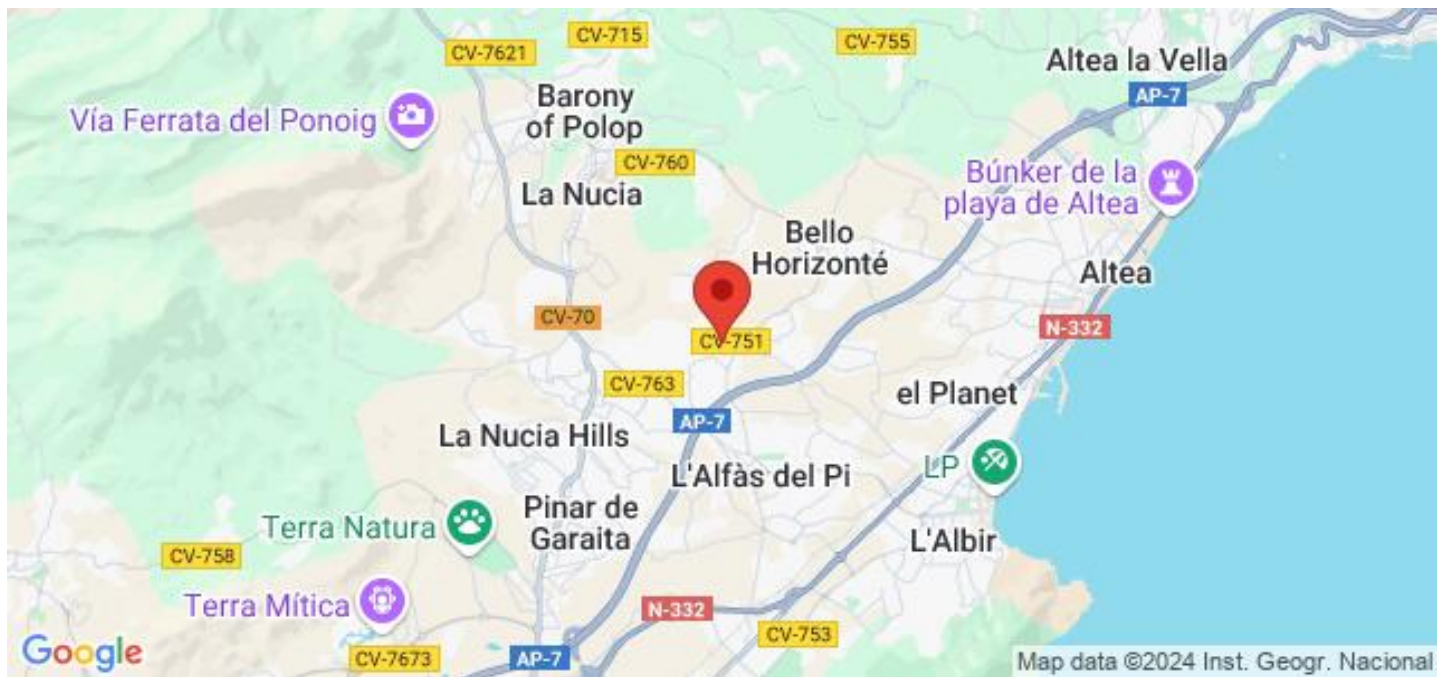 CV-715
CV-755
CV-7621
Altea la Vella
AP-7
Barony
of Polop
Vía Ferrata del Ponoig
CV-760
La Nucia
Búnker de la
playa de Altea
Bello
Horizonté
Altea
CV-70
N-332
CV-751
CV-763
el Planet
AP-7
La Nucia Hills
L'Alfàs del Pi
LP
Pinar de
Garaita
Terra Natura
L'Albir
CV-758
Terra Mítica
N-332
CV-753
Google
CV-7673
AP-7
Map data ©2024 Inst. Geogr. Nacional